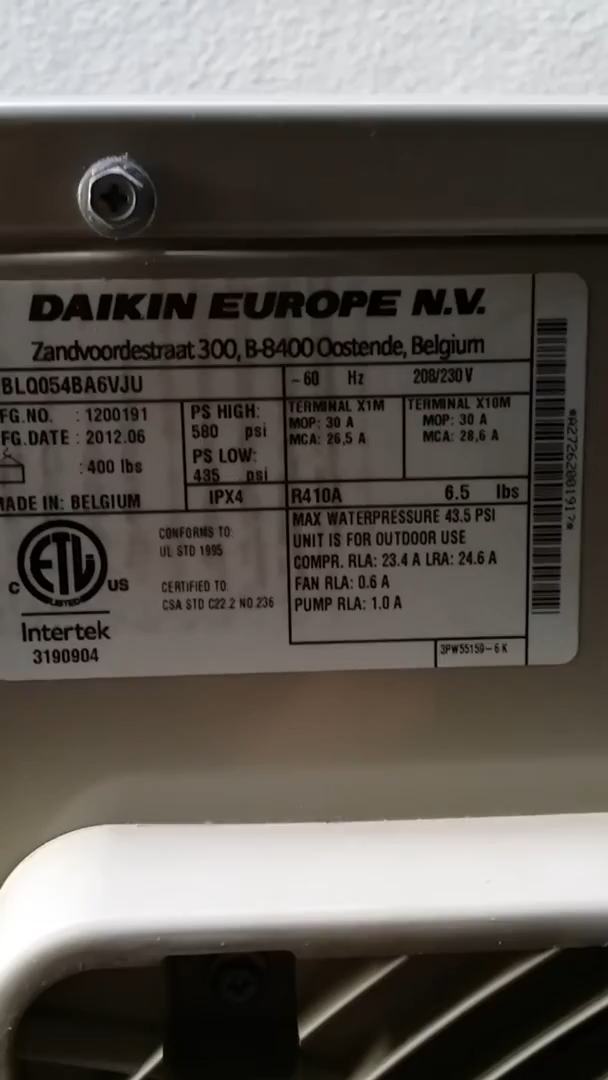 DAIKIN EUROPE N.V.
Zandvoordestraat 300, B-8400 Oostende, Belgium
BLQ054BA6VJU
~ 60 Hz 208/230 V
FG.NO. : 1200191
FG.DATE : 2012.06
: 400 lbs
PS HIGH:
580 psi
PS LOW:
435 psi
TERMINAL X1M
MOP: 30 A
MCA: 26,5 A
TERMINAL X10M
MOP: 30 A
MCA: 28,6 A
MADE IN: BELGIUM
IPX4
R410A 6.5 lbs
CONFORMS TO:
UL STD 1995
CERTIFIED TO:
CSA STD C22.2 NO.236
MAX WATERPRESSURE 43.5 PSI
UNIT IS FOR OUTDOOR USE
COMPR. RLA: 23.4 A LRA: 24.6 A
FAN RLA: 0.6 A
PUMP RLA: 1.0 A
C ETL US
LISTED
Intertek
3190904
3PW55159-6 K